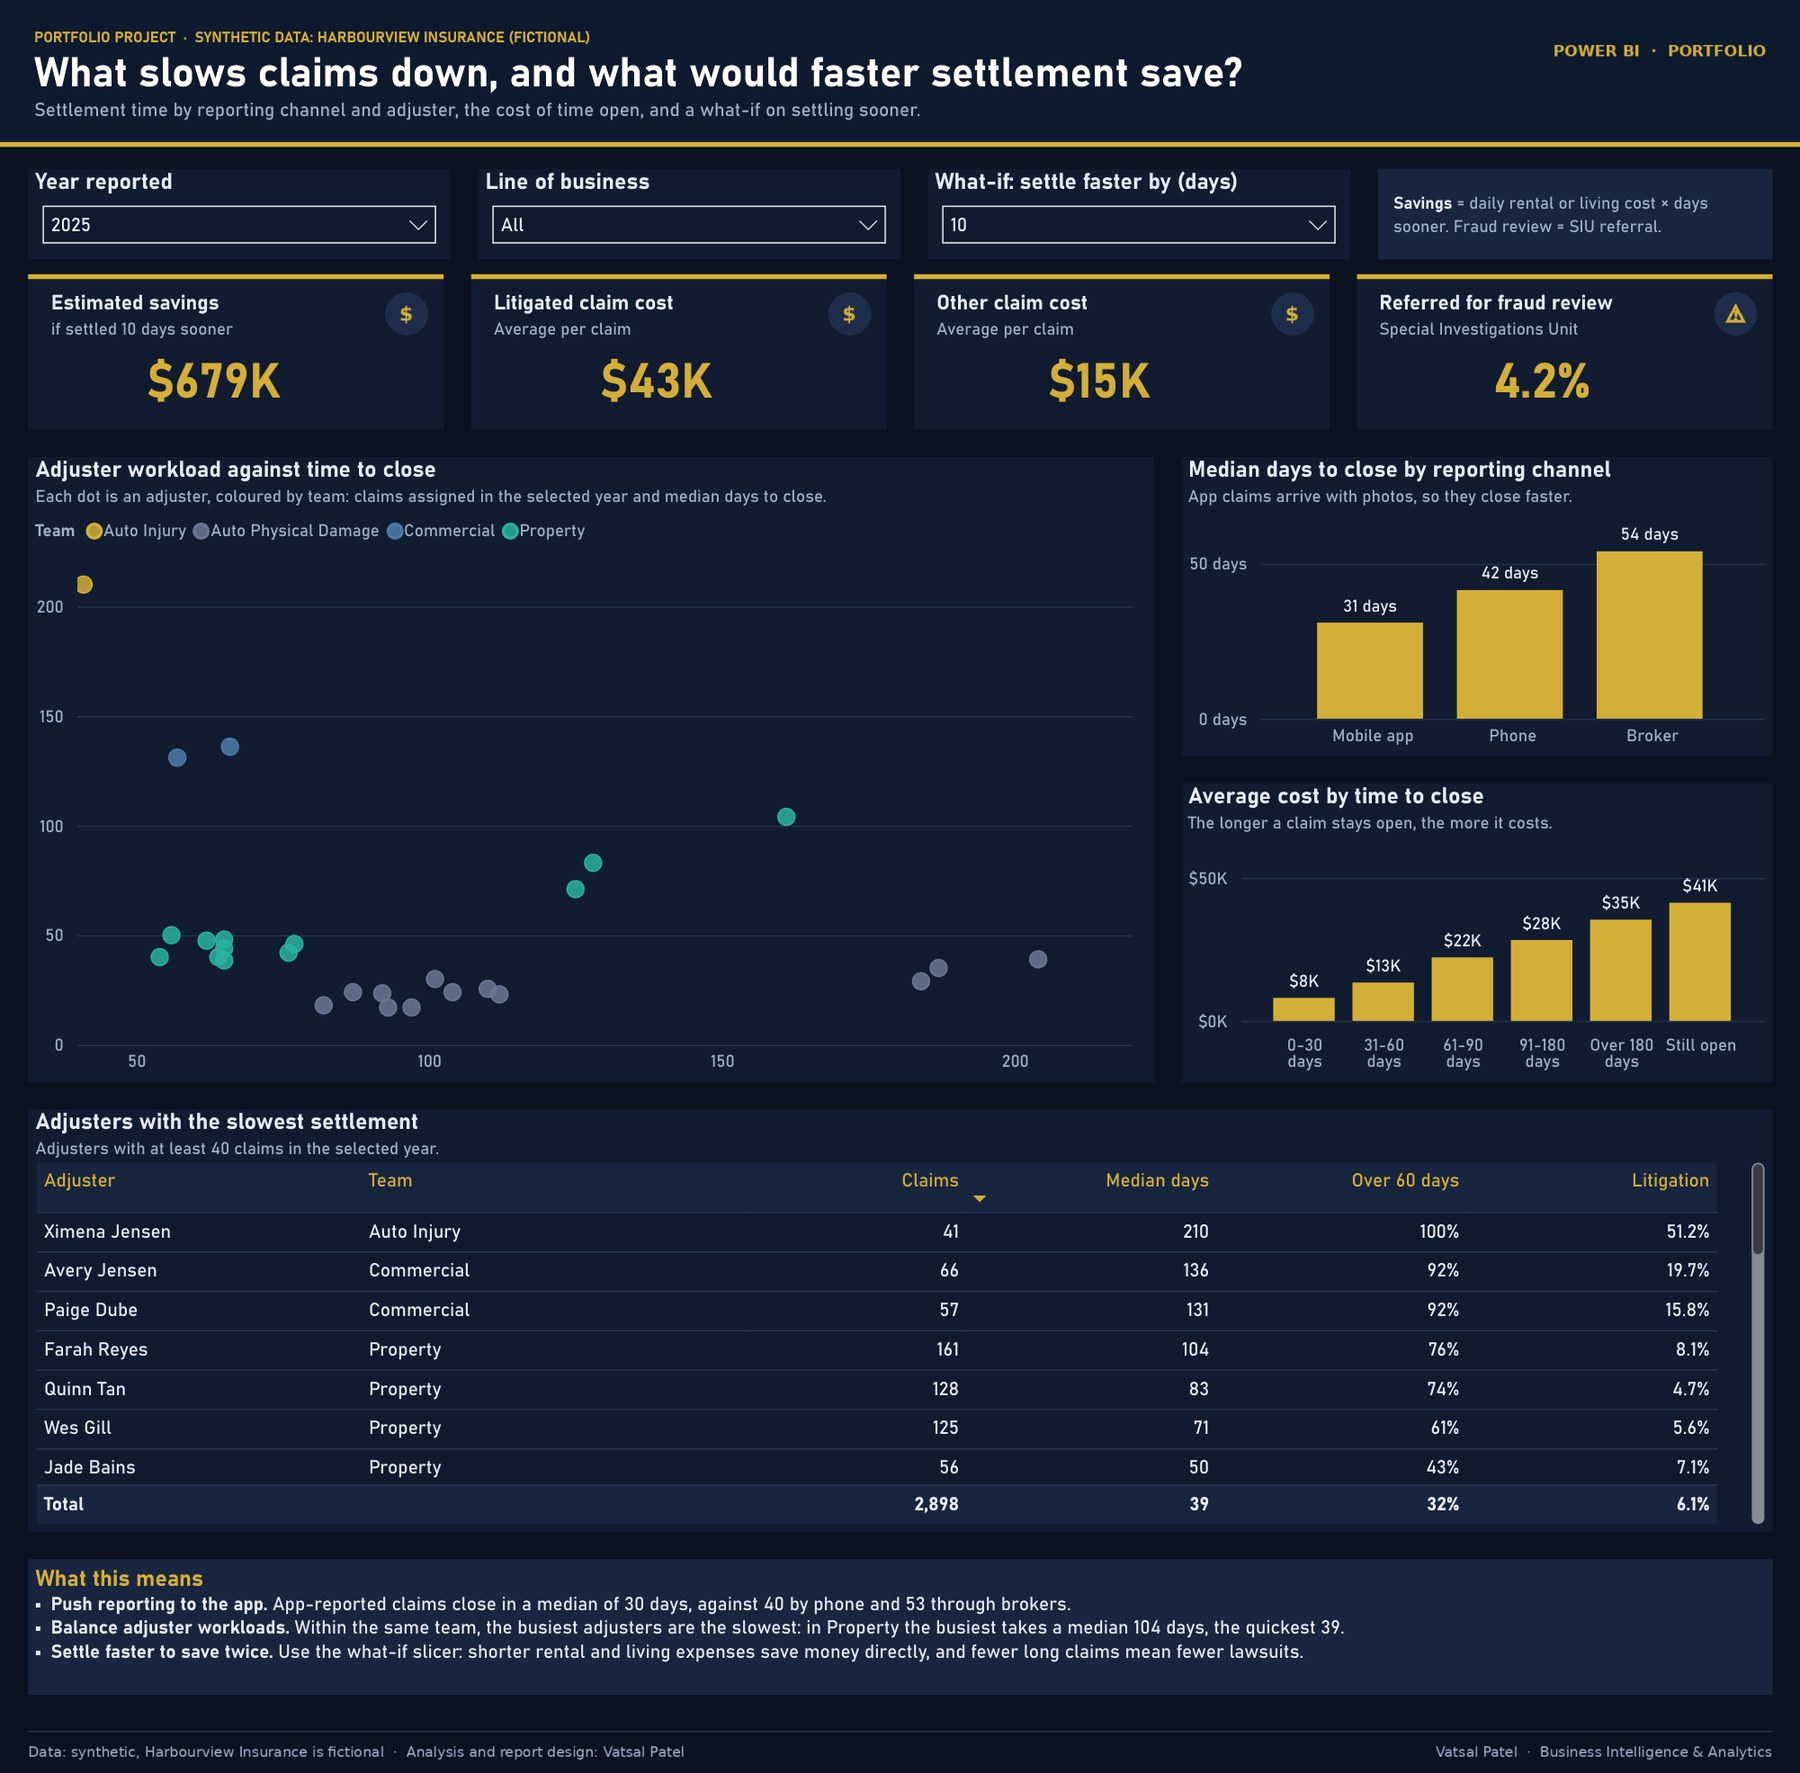 PORTFOLIO PROJECT · SYNTHETIC DATA: HARBOURVIEW INSURANCE (FICTIONAL)
POWER BI · PORTFOLIO
What slows claims down, and what would faster settlement save?
Settlement time by reporting channel and adjuster, the cost of time open, and a what-if on settling sooner.
Year reported
2025
Line of business
All
What-if: settle faster by (days)
10
Savings = daily rental or living cost × days
sooner. Fraud review = SIU referral.
Estimated savings
if settled 10 days sooner
$
$679K
Litigated claim cost
Average per claim
$
$43K
Other claim cost
Average per claim
$
$15K
Referred for fraud review
Special Investigations Unit
4.2%
Adjuster workload against time to close
Each dot is an adjuster, coloured by team: claims assigned in the selected year and median days to close.
Team Auto Injury Auto Physical Damage Commercial Property
200
150
100
50
0
50 100 150 200
Median days to close by reporting channel
App claims arrive with photos, so they close faster.
54 days
50 days
42 days
31 days
0 days
Mobile app Phone Broker
Average cost by time to close
The longer a claim stays open, the more it costs.
$50K
$41K
$35K
$28K
$22K
$13K
$8K
$0K
0-30 31-60 61-90 91-180 Over 180 Still open
days days days days days
Adjusters with the slowest settlement
Adjusters with at least 40 claims in the selected year.
Adjuster Team Claims Median days Over 60 days Litigation
Ximena Jensen Auto Injury 41 210 100% 51.2%
Avery Jensen Commercial 66 136 92% 19.7%
Paige Dube Commercial 57 131 92% 15.8%
Farah Reyes Property 161 104 76% 8.1%
Quinn Tan Property 128 83 74% 4.7%
Wes Gill Property 125 71 61% 5.6%
Jade Bains Property 56 50 43% 7.1%
Total 2,898 39 32% 6.1%
What this means
▪ Push reporting to the app. App-reported claims close in a median of 30 days, against 40 by phone and 53 through brokers.
▪ Balance adjuster workloads. Within the same team, the busiest adjusters are the slowest: in Property the busiest takes a median 104 days, the quickest 39.
▪ Settle faster to save twice. Use the what-if slicer: shorter rental and living expenses save money directly, and fewer long claims mean fewer lawsuits.
Data: synthetic, Harbourview Insurance is fictional · Analysis and report design: Vatsal Patel
Vatsal Patel · Business Intelligence & Analytics